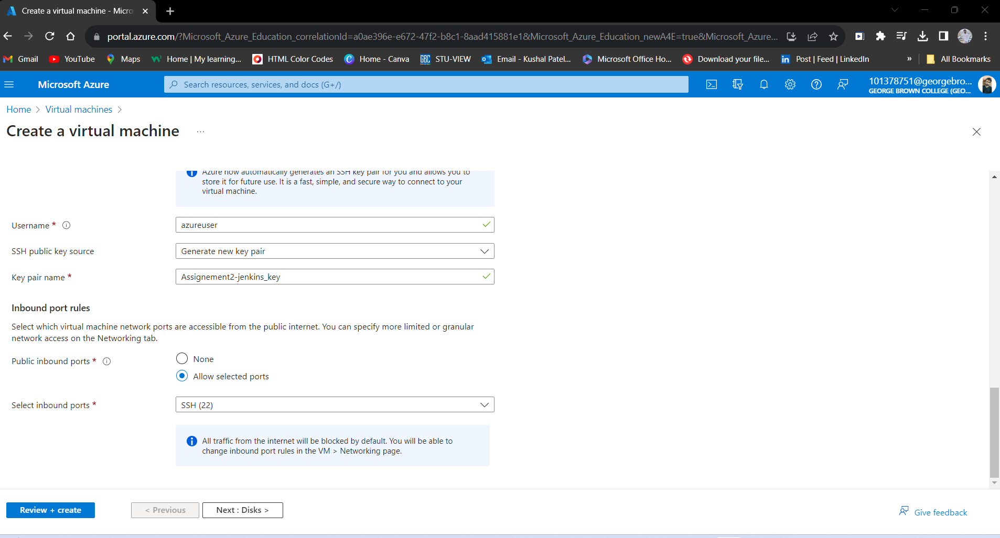 Create a virtual machine - Micro
portal.azure.com/?Microsoft_Azure_Education_correlationId=a0ae396e-e672-47f2-b8c1-8aad415881e1&Microsoft_Azure_Education_newA4E=true&Microsoft_Azure...
Gmail YouTube Maps Home | My learning... HTML Color Codes Home - Canva GBC STU-VIEW Email - Kushal Patel... Microsoft Office Ho... Download your file... Post | Feed | LinkedIn » All Bookmarks
Microsoft Azure Search resources, services, and docs (G+/) 101378751@georgebro...
GEORGE BROWN COLLEGE (GEO...
Home > Virtual machines >
Create a virtual machine ...
Azure now automatically generates an SSH key pair for you and allows you to
store it for future use. It is a fast, simple, and secure way to connect to your
virtual machine.
Username * azureuser
SSH public key source Generate new key pair
Key pair name * Assignement2-jenkins_key
Inbound port rules
Select which virtual machine network ports are accessible from the public internet. You can specify more limited or granular
network access on the Networking tab.
Public inbound ports * None
Allow selected ports
Select inbound ports * SSH (22)
All traffic from the internet will be blocked by default. You will be able to
change inbound port rules in the VM > Networking page.
Review + create < Previous Next : Disks > Give feedback